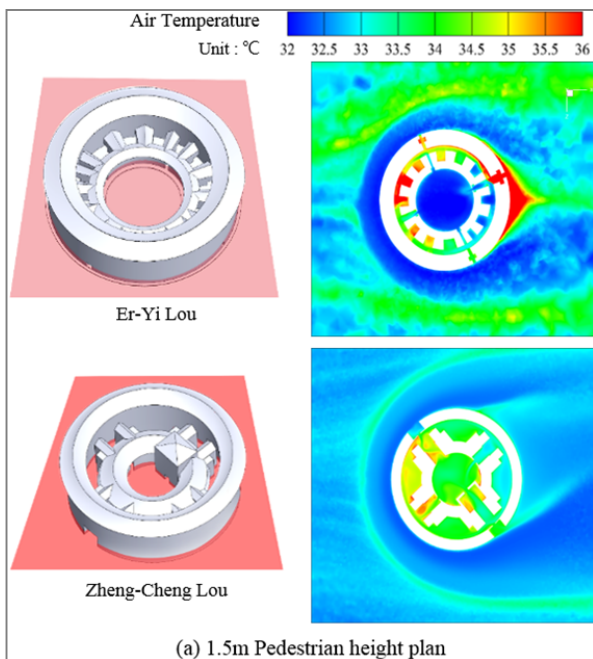 Air Temperature
Unit : ℃
32 32.5 33 33.5 34 34.5 35 35.5 36
Er-Yi Lou
Zheng-Cheng Lou
(a) 1.5m Pedestrian height plan